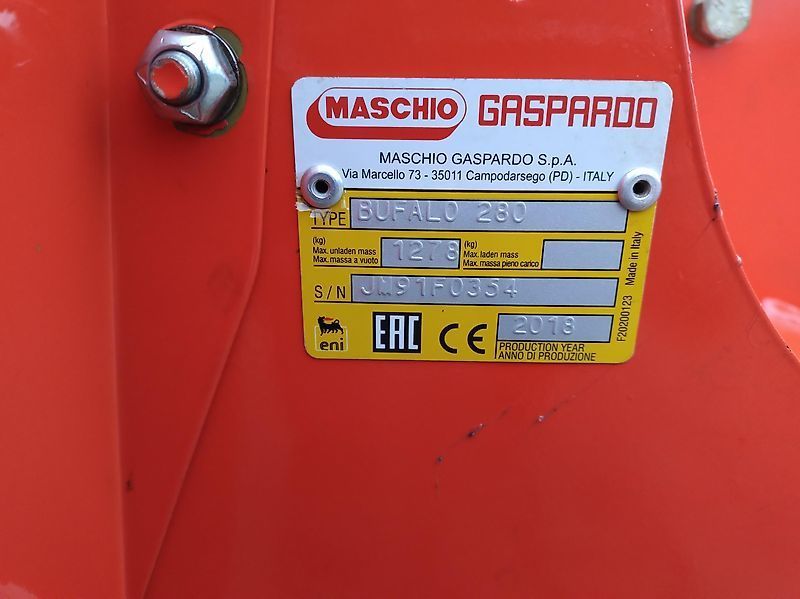 MASCHIO GASPARDO
MASCHIO GASPARDO S.p.A.
Via Marcello 73 - 35011 Campodarsego (PD) - ITALY
TYPE BUFALO 280
(kg)
Max. unladen mass
Max. massa a vuoto
1278
(kg)
Max. laden mass
Max. massa pieno carico
S/N JM91F0354
eni
EAC CE
2018
PRODUCTION YEAR
ANNO DI PRODUZIONE
F20200123 Made in Italy